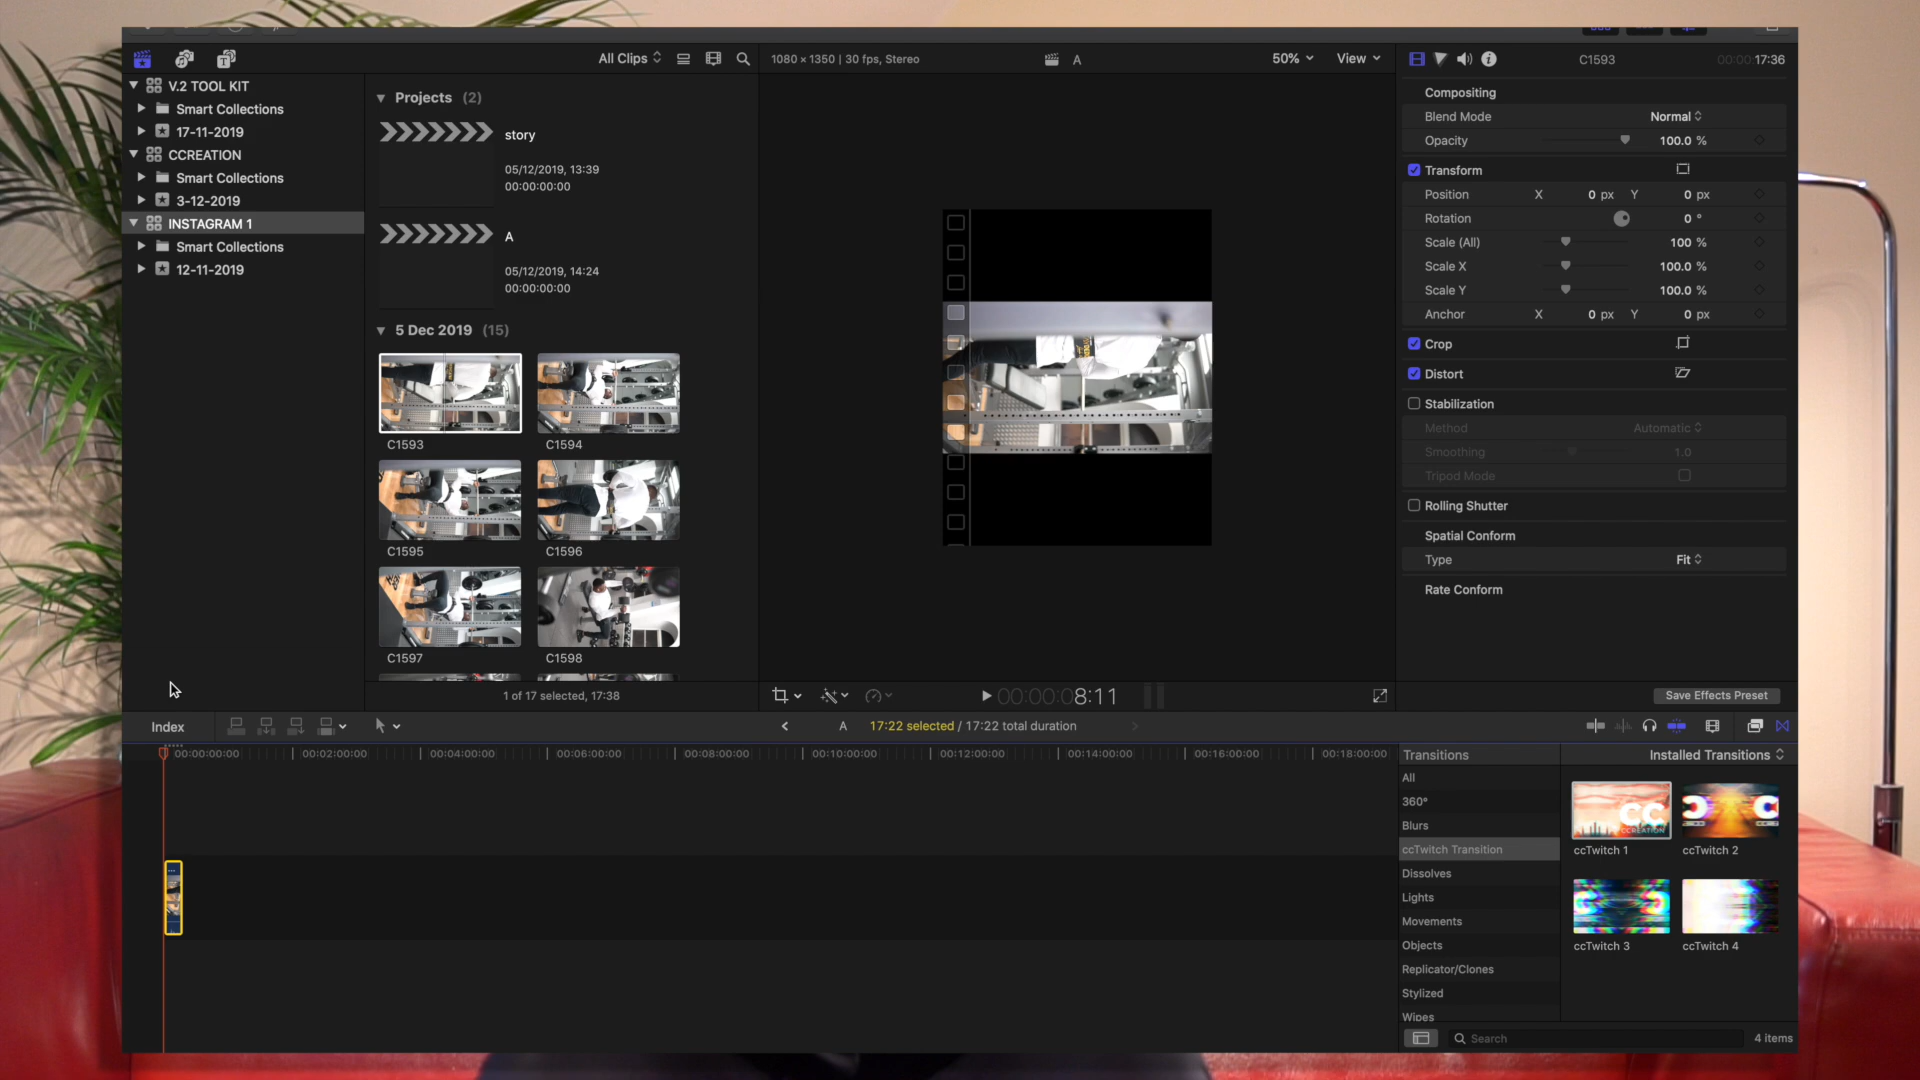 All Clips
1080 × 1350 | 30 fps, Stereo
A
50%
View
C1593
00:00:00:17:36
V.2 TOOL KIT
Smart Collections
17-11-2019
CCREATION
Smart Collections
3-12-2019
INSTAGRAM 1
Smart Collections
12-11-2019
Projects (2)
story
05/12/2019, 13:39
00:00:00:00
A
05/12/2019, 14:24
00:00:00:00
5 Dec 2019 (15)
C1593
C1594
C1595
C1596
C1597
C1598
1 of 17 selected, 17:38
00:00:08:11
Compositing
Blend Mode Normal
Opacity 100.0 %
Transform
Position X 0 px Y 0 px
Rotation 0 °
Scale (All) 100 %
Scale X 100.0 %
Scale Y 100.0 %
Anchor X 0 px Y 0 px
Crop
Distort
Stabilization
Method Automatic
Smoothing 1.0
Tripod Mode
Rolling Shutter
Spatial Conform
Type Fit
Rate Conform
Save Effects Preset
Index
A 17:22 selected / 17:22 total duration
00:00:00:00 00:02:00:00 00:04:00:00 00:06:00:00 00:08:00:00 00:10:00:00 00:12:00:00 00:14:00:00 00:16:00:00 00:18:00:00
Transitions
Installed Transitions
All
360°
Blurs
ccTwitch Transition
Dissolves
Lights
Movements
Objects
Replicator/Clones
Stylized
Wipes
CC
CCREATION
ccTwitch 1
ccTwitch 2
ccTwitch 3
ccTwitch 4
Search
4 items